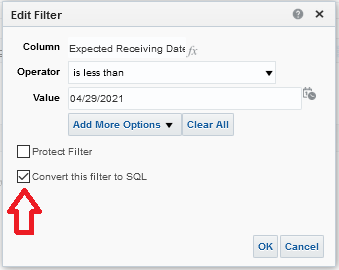 Edit Filter
Column Expected Receiving Date fx
Operator is less than
Value 04/29/2021
Add More Options Clear All
Protect Filter
Convert this filter to SQL
OK Cancel